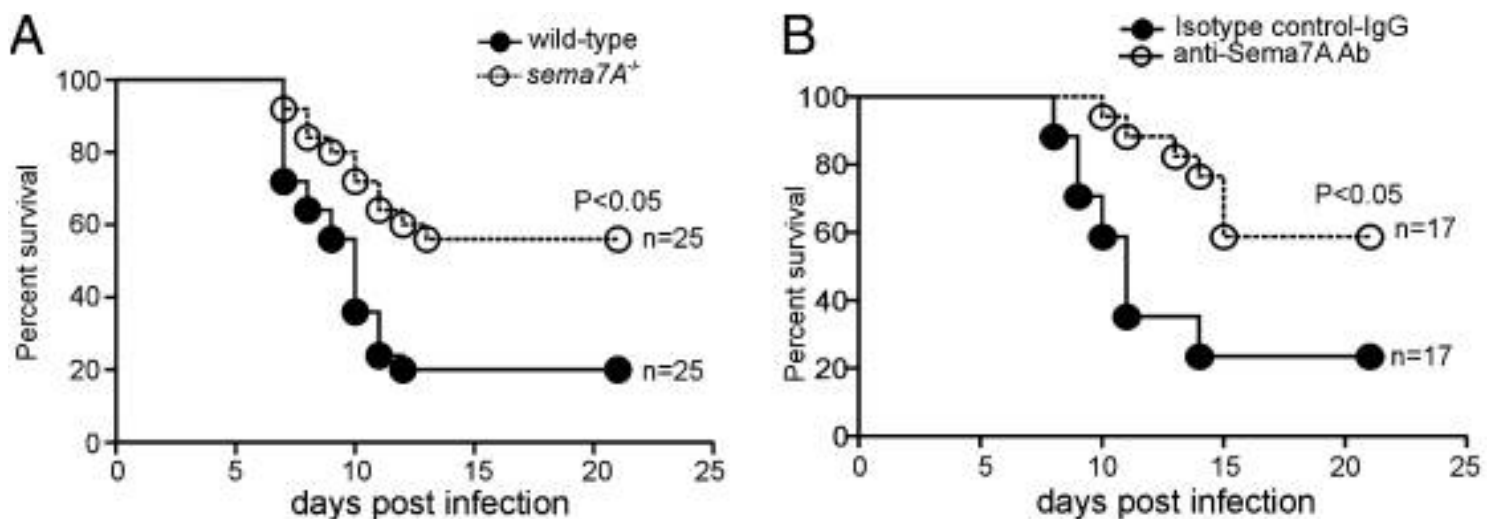 A
wild-type
sema7A-/-
Percent survival
100
80
60
40
20
0
P<0.05
n=25
n=25
0 5 10 15 20 25
days post infection
B
Isotype control-IgG
anti-Sema7A Ab
Percent survival
100
80
60
40
20
0
P<0.05
n=17
n=17
0 5 10 15 20 25
days post infection